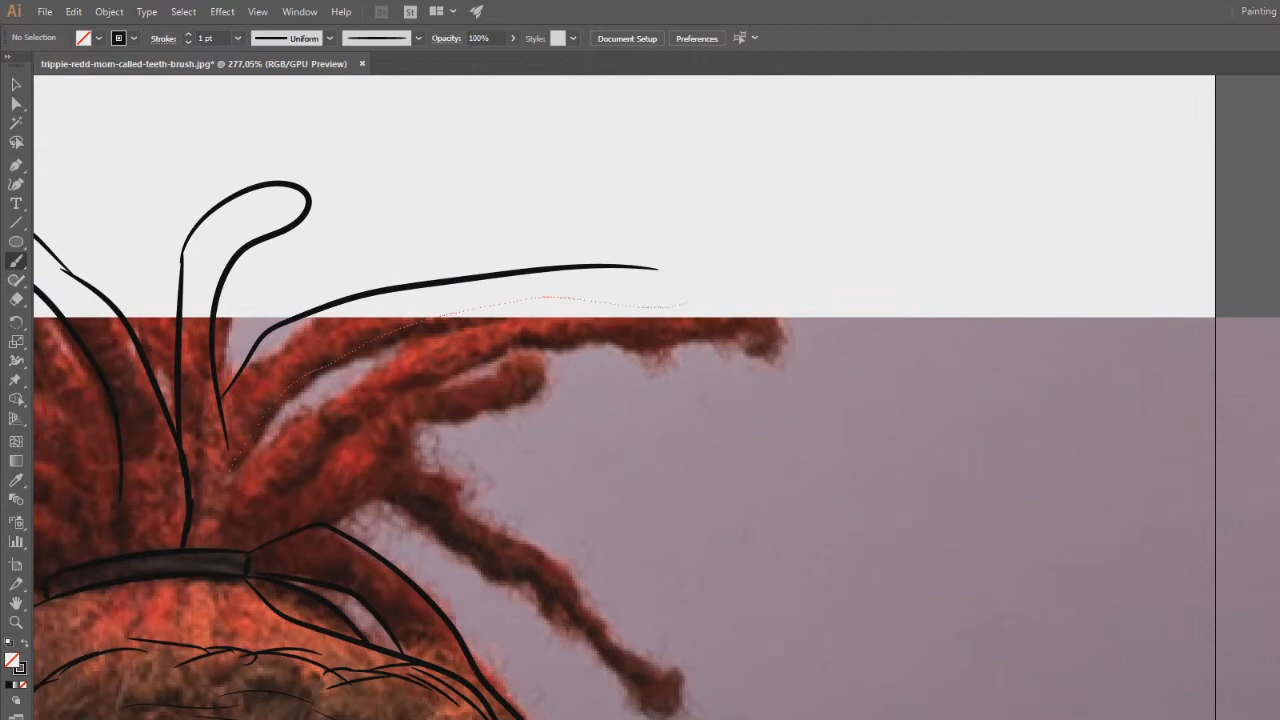 Ai File Edit Object Type Select Effect View Window Help Br St Painting
No Selection Stroke: 1 pt Uniform Opacity: 100% Style: Document Setup Preferences
trippie-redd-mom-called-teeth-brush.jpg* @ 277,05% (RGB/GPU Preview) ×
T